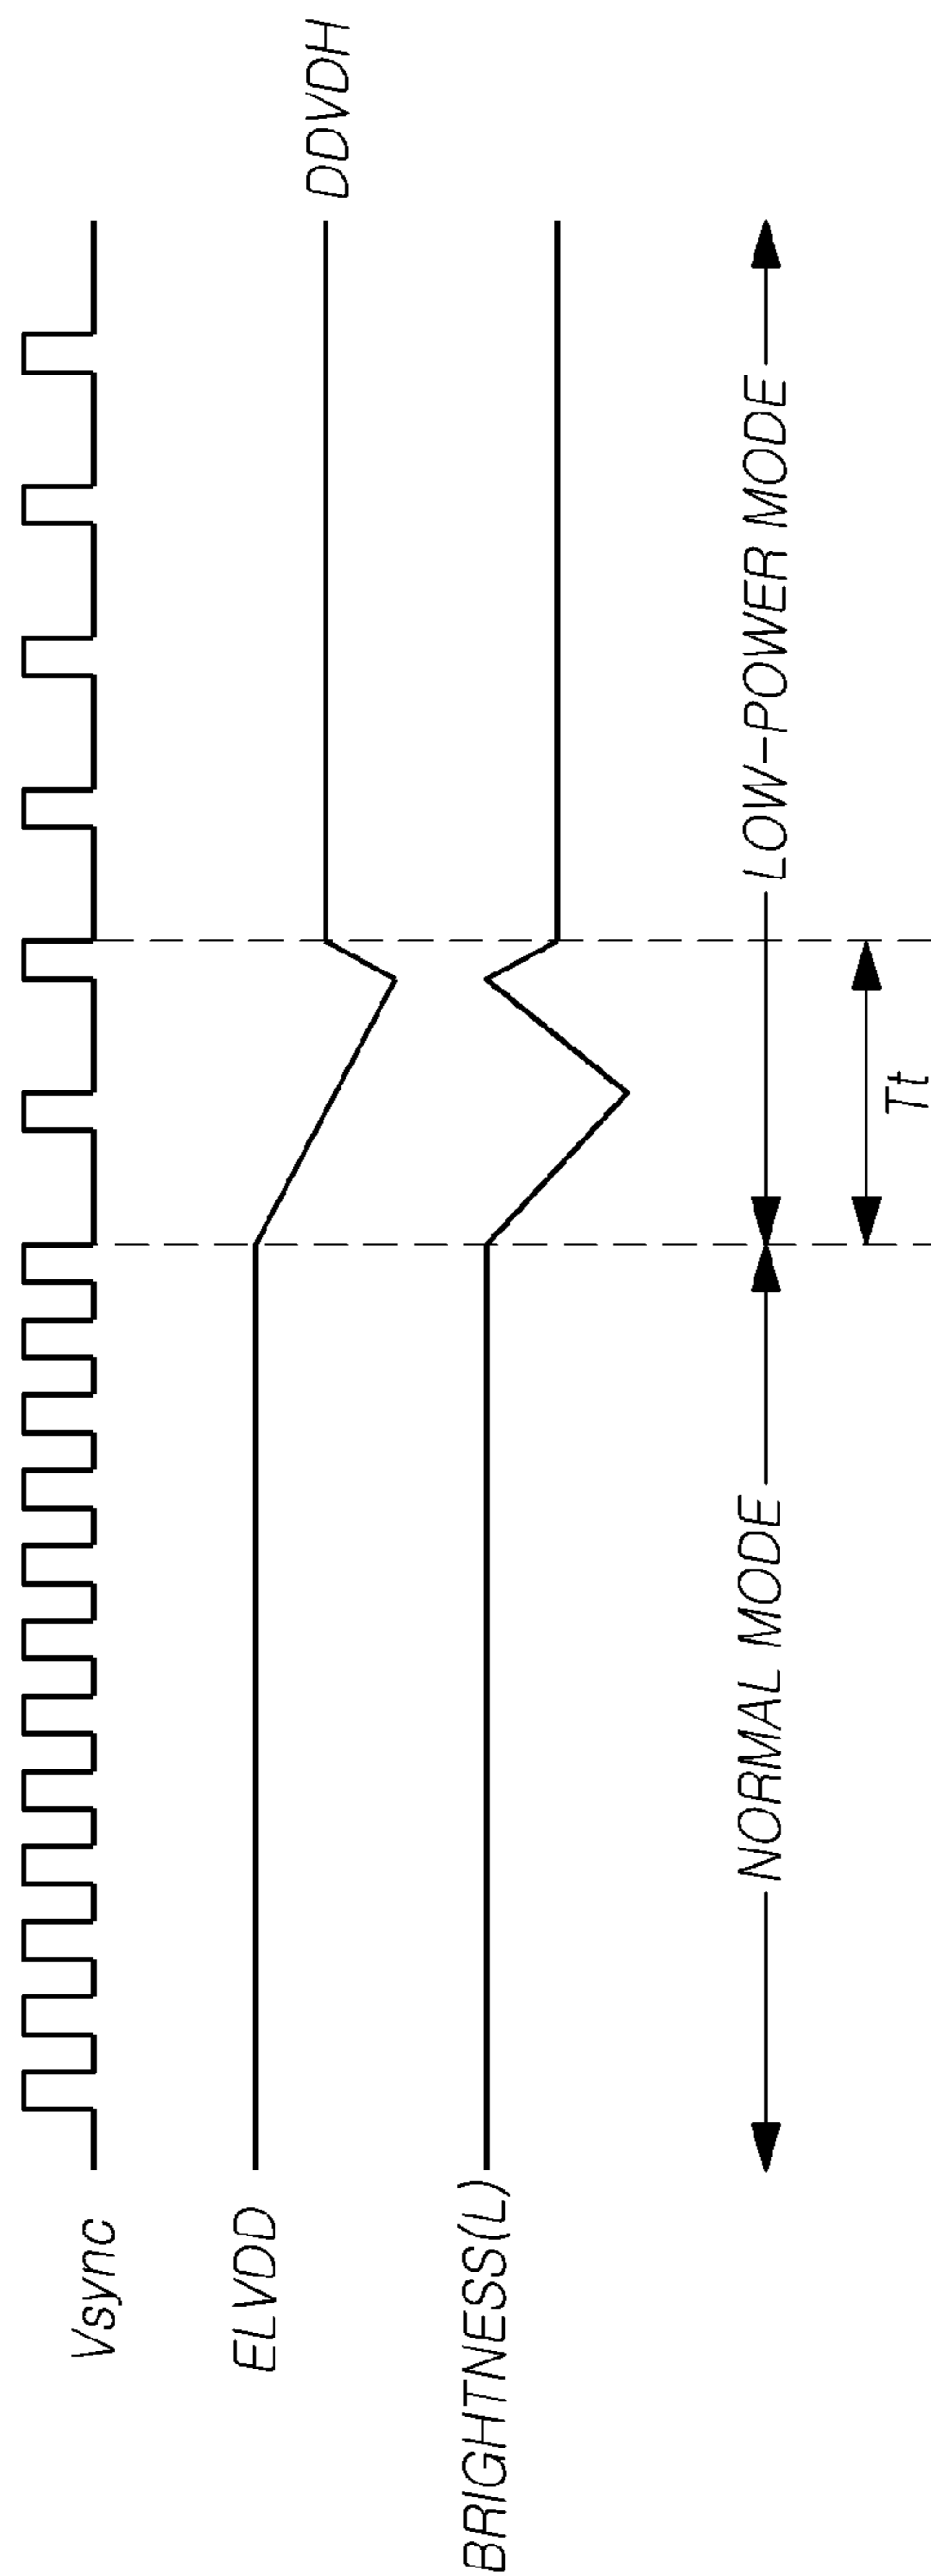 Vsync
ELVDD
DDVDH
BRIGHTNESS(L)
NORMAL MODE
LOW-POWER MODE
Tt